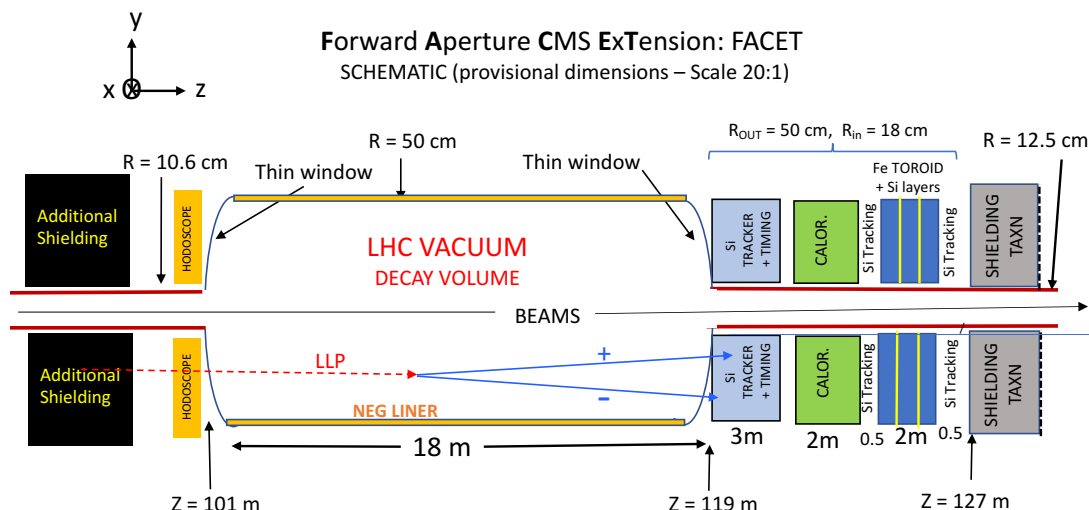 Forward Aperture CMS ExTension: FACET
SCHEMATIC (provisional dimensions – Scale 20:1)
y
x
z
R = 10.6 cm
Thin window
R = 50 cm
Thin window
R_OUT = 50 cm, R_in = 18 cm
R = 12.5 cm
Fe TOROID
+ Si layers
Additional
Shielding
HODOSCOPE
LHC VACUUM
DECAY VOLUME
Si
TRACKER
+ TIMING
CALOR.
Si Tracking
Si Tracking
SHIELDING
TAXN
BEAMS
Additional
Shielding
HODOSCOPE
LLP
+
-
NEG LINER
Si
TRACKER
+ TIMING
CALOR.
Si Tracking
Si Tracking
SHIELDING
TAXN
18 m
3m
2m
0.5
2m
0.5
Z = 101 m
Z = 119 m
Z = 127 m